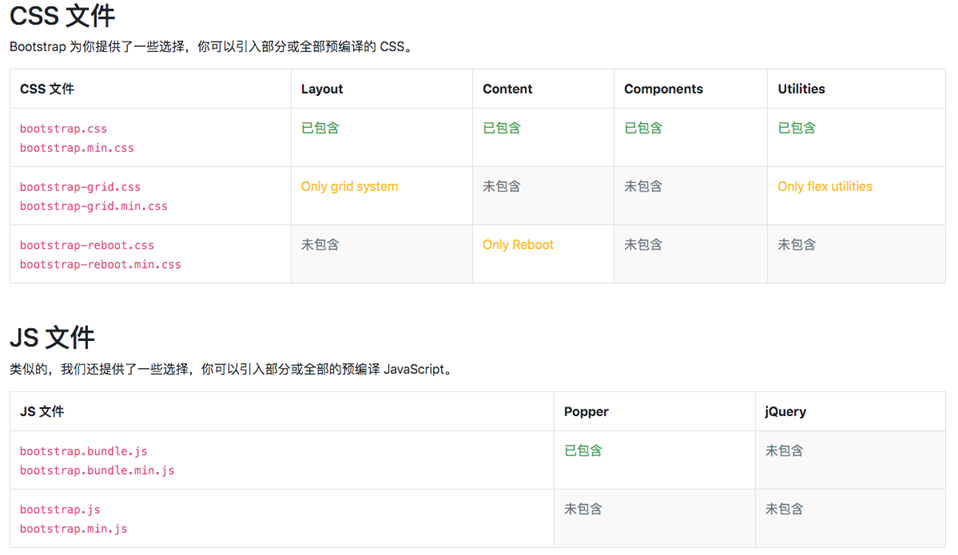 CSS 文件
Bootstrap 为你提供了一些选择，你可以引入部分或全部预编译的 CSS。
CSS 文件 Layout Content Components Utilities
bootstrap.css 已包含 已包含 已包含 已包含
bootstrap.min.css
bootstrap-grid.css Only grid system 未包含 未包含 Only flex utilities
bootstrap-grid.min.css
bootstrap-reboot.css 未包含 Only Reboot 未包含 未包含
bootstrap-reboot.min.css
JS 文件
类似的，我们还提供了一些选择，你可以引入部分或全部的预编译 JavaScript。
JS 文件 Popper jQuery
bootstrap.bundle.js 已包含 未包含
bootstrap.bundle.min.js
bootstrap.js 未包含 未包含
bootstrap.min.js